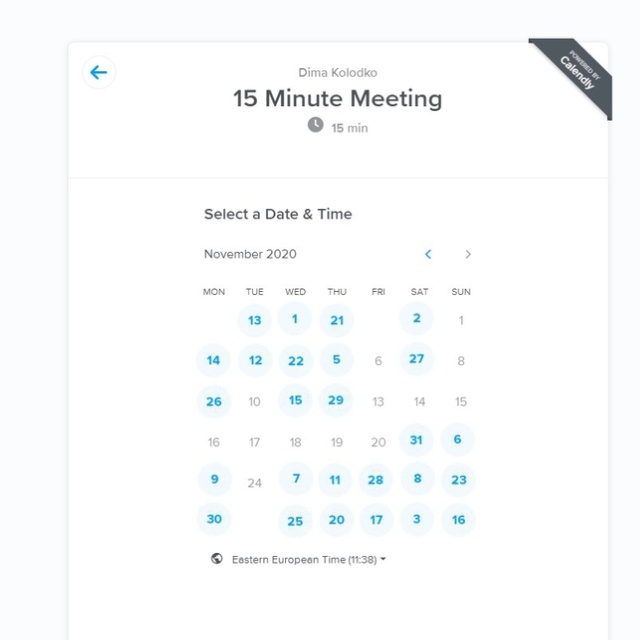 POWERED BY
Calendly
Dima Kolodko
15 Minute Meeting
15 min
Select a Date & Time
November 2020
MON TUE WED THU FRI SAT SUN
13 1 21 2 1
14 12 22 5 6 27 8
26 10 15 29 13 14 15
16 17 18 19 20 31 6
9 24 7 11 28 8 23
30 25 20 17 3 16
Eastern European Time (11:38)